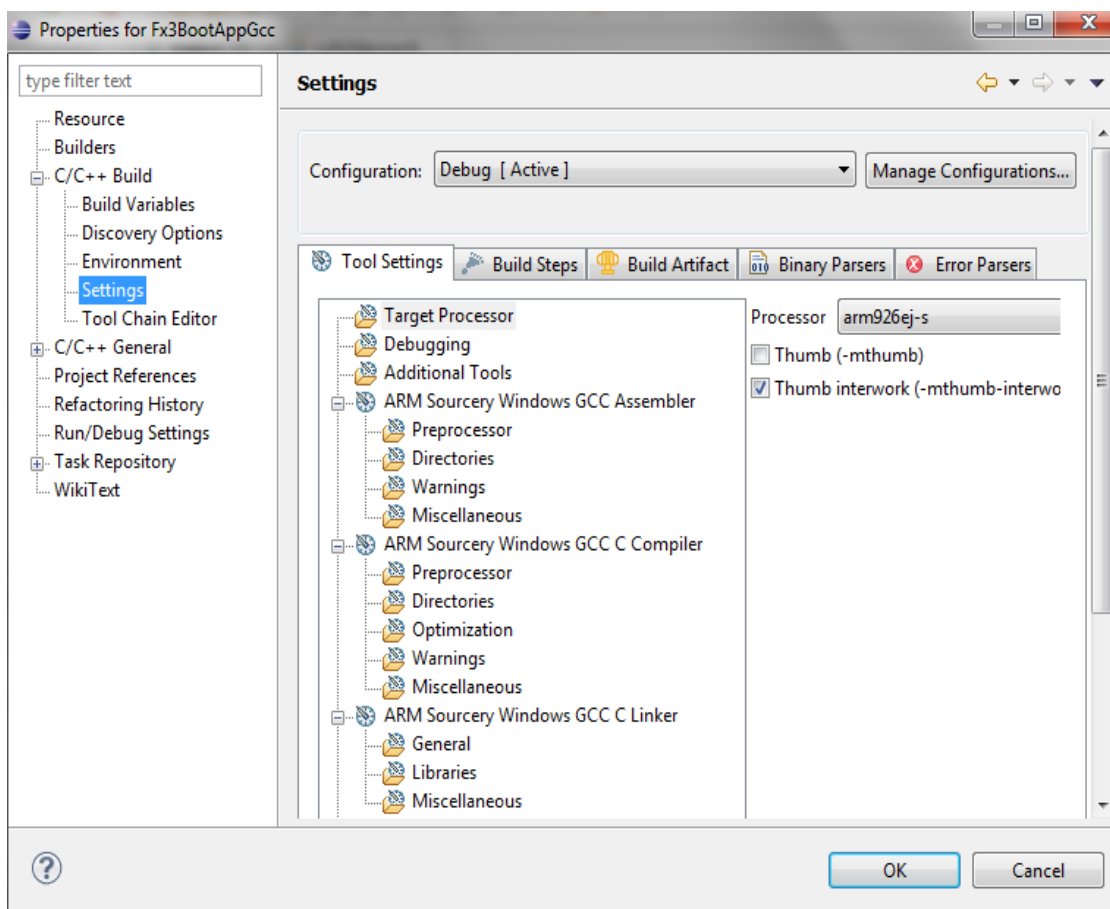 Properties for Fx3BootAppGcc
type filter text
Resource
Builders
C/C++ Build
Build Variables
Discovery Options
Environment
Settings
Tool Chain Editor
C/C++ General
Project References
Refactoring History
Run/Debug Settings
Task Repository
WikiText
Settings
Configuration: Debug [ Active ] Manage Configurations...
Tool Settings Build Steps 010 Build Artifact Binary Parsers Error Parsers
Target Processor
Debugging
Additional Tools
ARM Sourcery Windows GCC Assembler
Preprocessor
Directories
Warnings
Miscellaneous
ARM Sourcery Windows GCC C Compiler
Preprocessor
Directories
Optimization
Warnings
Miscellaneous
ARM Sourcery Windows GCC C Linker
General
Libraries
Miscellaneous
Processor arm926ej-s
Thumb (-mthumb)
Thumb interwork (-mthumb-interwo
? OK Cancel